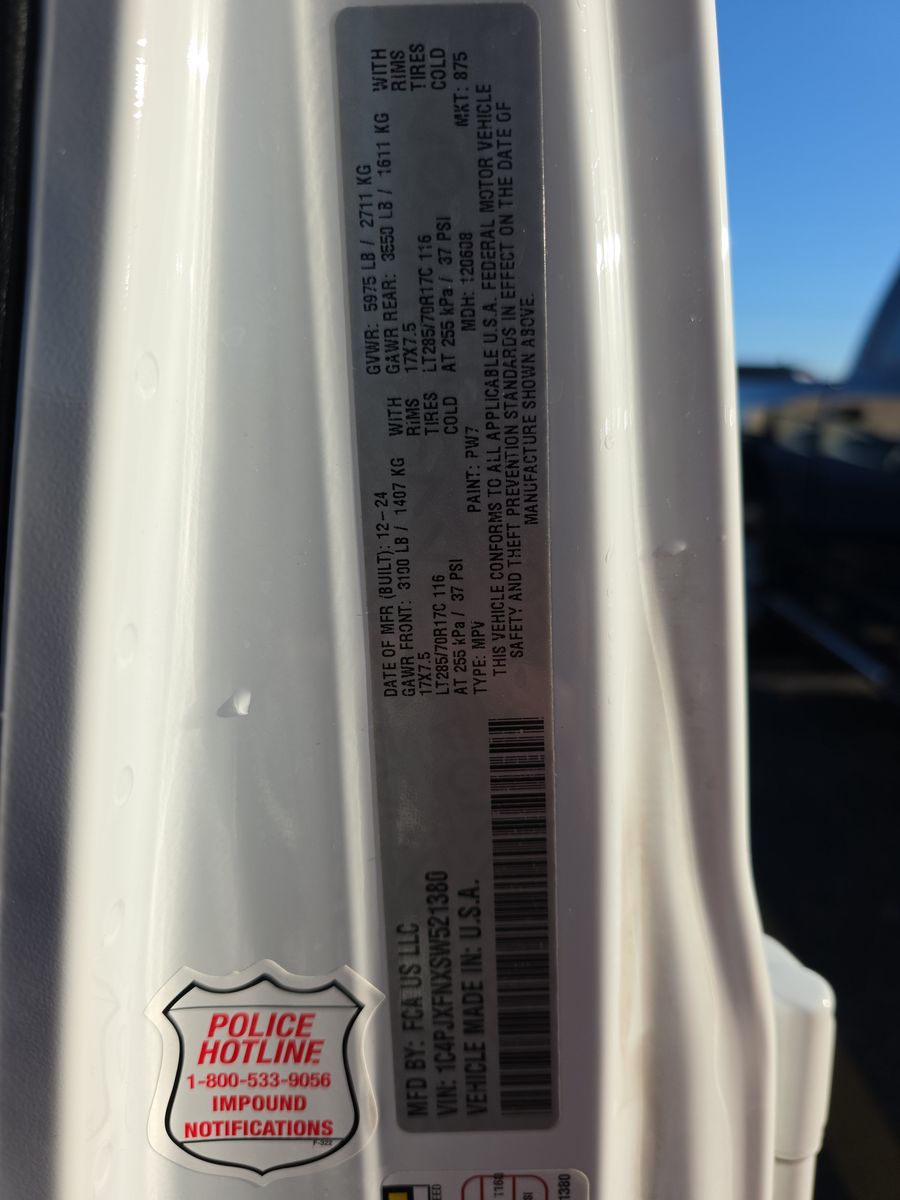 MFD BY: FCA US LLC
VIN: 1C4PJXFNXSW521380
VEHICLE MADE IN: U.S.A.
DATE OF MFR (BUILT): 12-24
GVWR: 5975 LB / 2711 KG
GAWR FRONT: 3100 LB / 1407 KG WITH
GAWR REAR: 3550 LB / 1611 KG WITH
17X7.5 RIMS
17X7.5 RIMS
LT285/70R17C 116 TIRES
LT285/70R17C 116 TIRES
AT 255 kPa / 37 PSI COLD
AT 255 kPa / 37 PSI COLD
TYPE: MPV PAINT: PW7 MDH: 120608 MKT: 875
THIS VEHICLE CONFORMS TO ALL APPLICABLE U.S.A. FEDERAL MOTOR VEHICLE
SAFETY AND THEFT PREVENTION STANDARDS IN EFFECT ON THE DATE OF
MANUFACTURE SHOWN ABOVE.
POLICE
HOTLINE
1-800-533-9056
IMPOUND
NOTIFICATIONS
F-322
1380